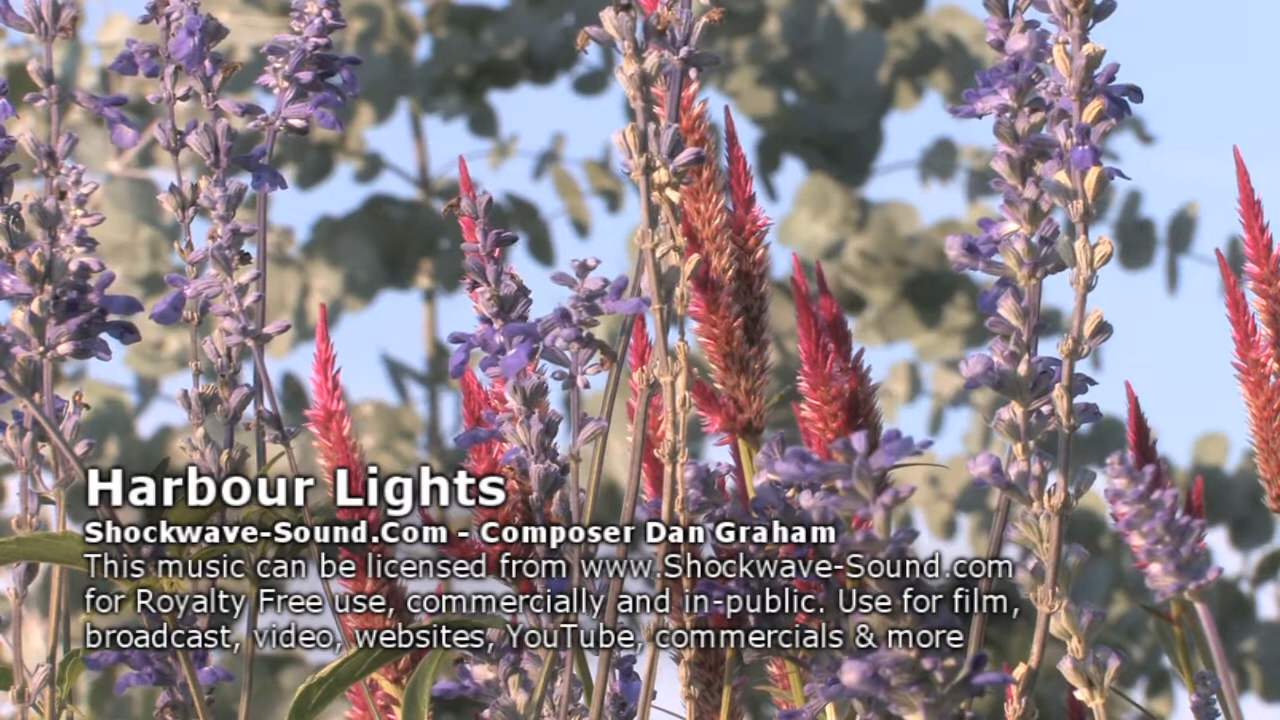 Harbour Lights
Shockwave-Sound.Com - Composer Dan Graham
This music can be licensed from www.Shockwave-Sound.com
for Royalty Free use, commercially and in-public. Use for film,
broadcast, video, websites, YouTube, commercials & more